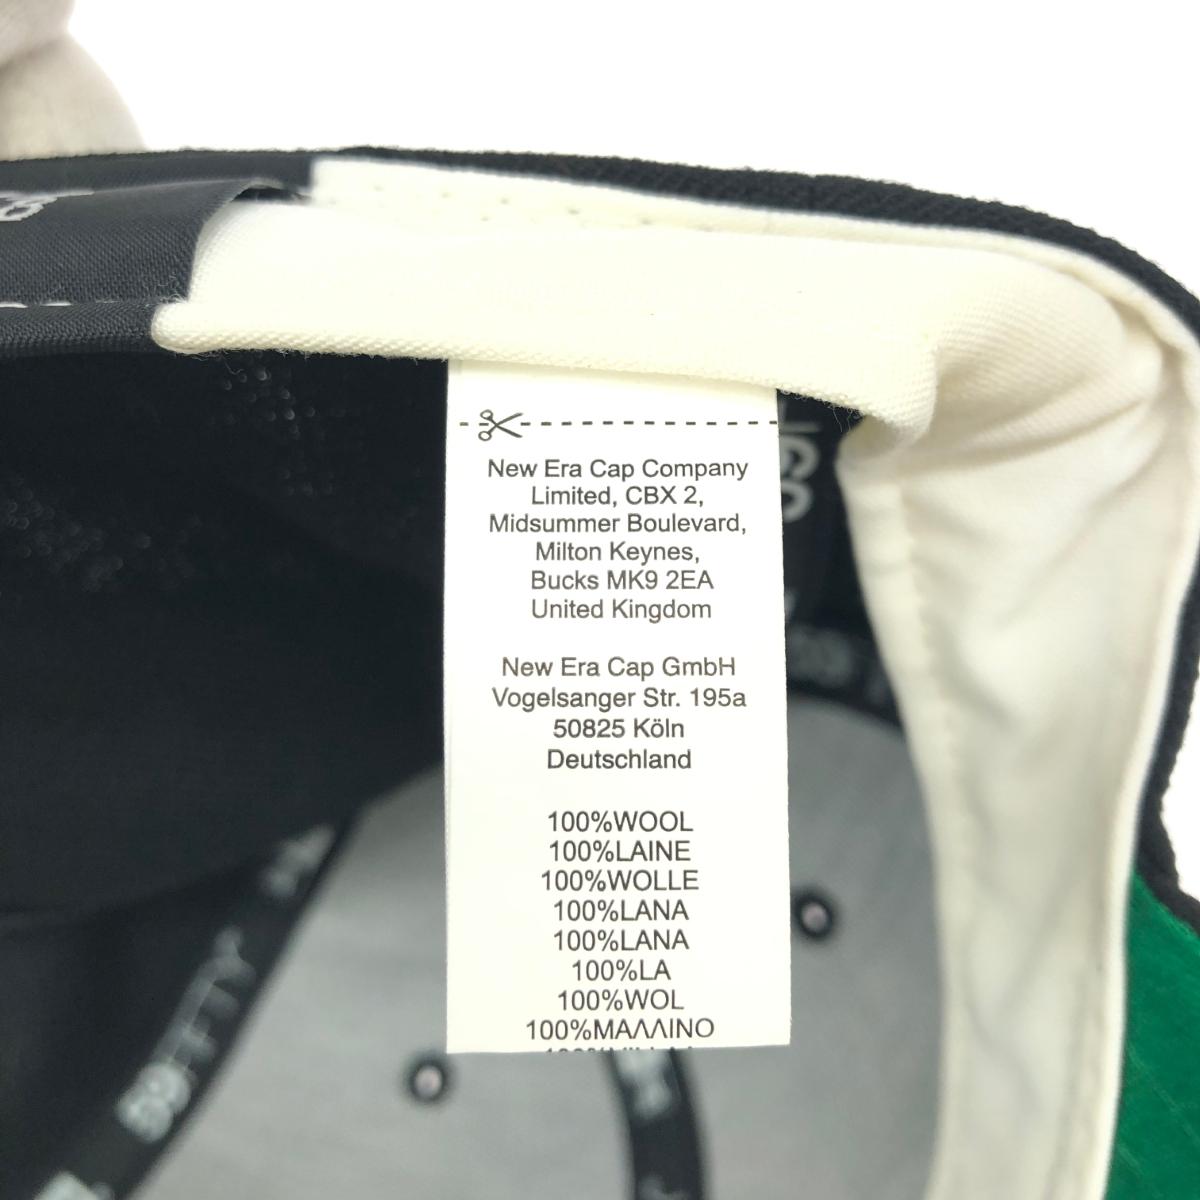 New Era Cap Company
Limited, CBX 2,
Midsummer Boulevard,
Milton Keynes,
Bucks MK9 2EA
United Kingdom
New Era Cap GmbH
Vogelsanger Str. 195a
50825 Köln
Deutschland
100%WOOL
100%LAINE
100%WOLLE
100%LANA
100%LANA
100%LA
100%WOL
100%ΜΑΛΛΙΝΟ
59FIFTY